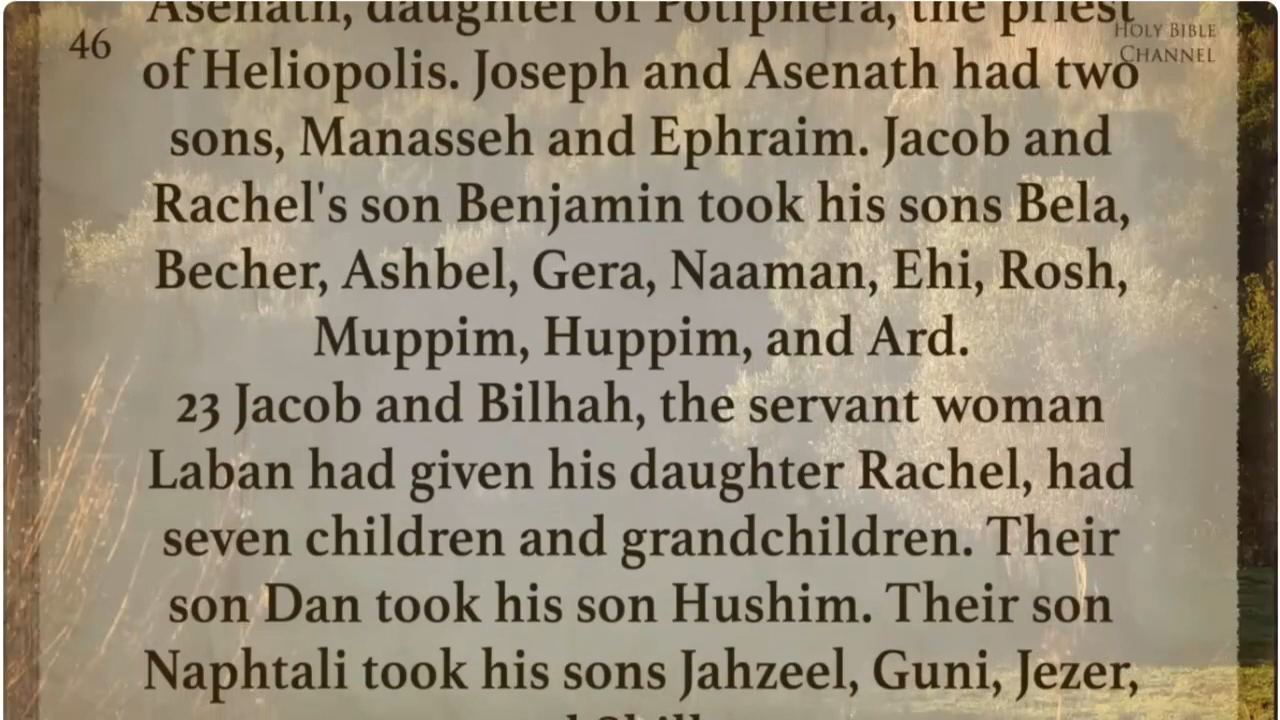 Asenath, daughter of Potiphera, the priest
46
HOLY BIBLE
CHANNEL
of Heliopolis. Joseph and Asenath had two
sons, Manasseh and Ephraim. Jacob and
Rachel's son Benjamin took his sons Bela,
Becher, Ashbel, Gera, Naaman, Ehi, Rosh,
Muppim, Huppim, and Ard.
23 Jacob and Bilhah, the servant woman
Laban had given his daughter Rachel, had
seven children and grandchildren. Their
son Dan took his son Hushim. Their son
Naphtali took his sons Jahzeel, Guni, Jezer,